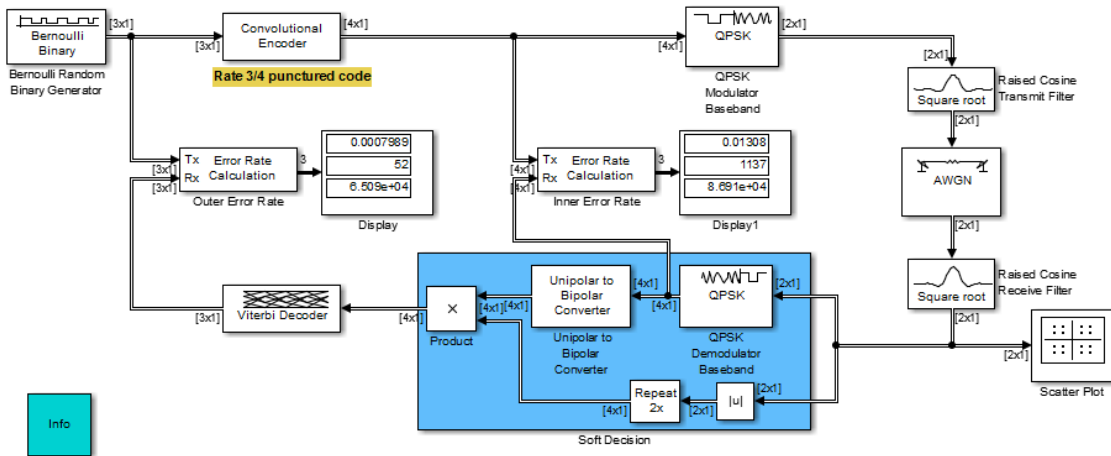 [3x1]
[4x1]
[2x1]
Bernoulli
Binary
Bernoulli Random
Binary Generator
[3x1]
Convolutional
Encoder
Rate 3/4 punctured code
[4x1]
QPSK
QPSK
Modulator
Baseband
[2x1]
Square root
Raised Cosine
Transmit Filter
[2x1]
Tx
Rx
[3x1]
[3x1]
Error Rate
Calculation
Outer Error Rate
3
0.0007989
52
6.509e+04
Display
Tx
Rx
[4x1]
[4x1]
Error Rate
Calculation
Inner Error Rate
3
0.01308
1137
8.691e+04
Display1
AWGN
[2x1]
Square root
Raised Cosine
Receive Filter
[2x1]
[3x1]
Viterbi Decoder
[4x1]
×
Product
[4x1]
[4x1]
Unipolar to
Bipolar
Converter
Unipolar to
Bipolar
Converter
[4x1]
[4x1]
QPSK
QPSK
Demodulator
Baseband
[2x1]
[2x1]
Scatter Plot
[4x1]
Repeat
2x
[2x1]
|u|
[2x1]
Soft Decision
Info